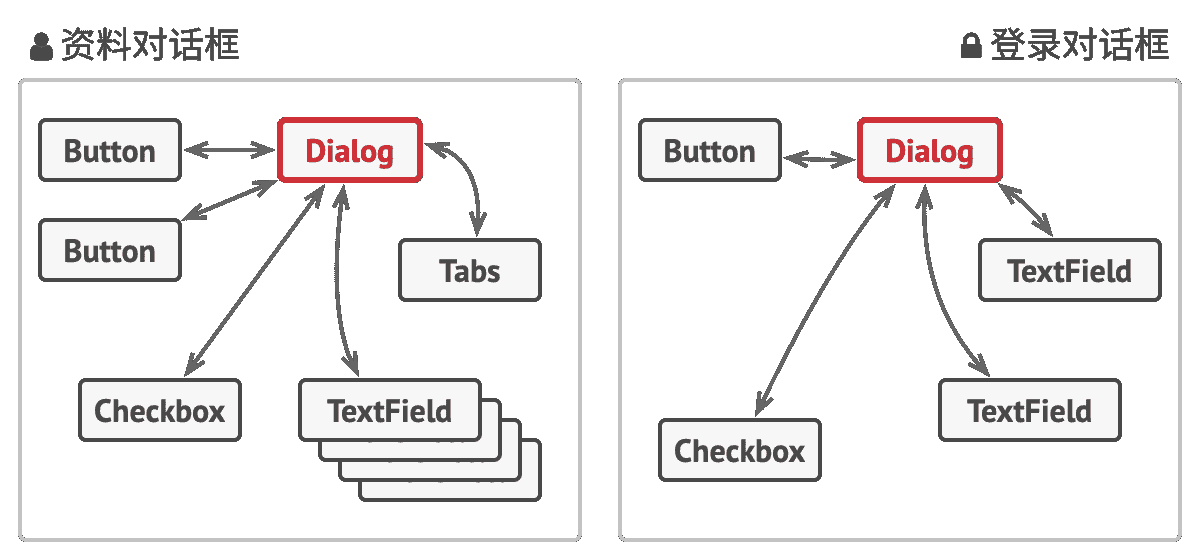 资料对话框
登录对话框
Button
Dialog
Button
Tabs
Checkbox
TextField
Button
Dialog
TextField
TextField
Checkbox